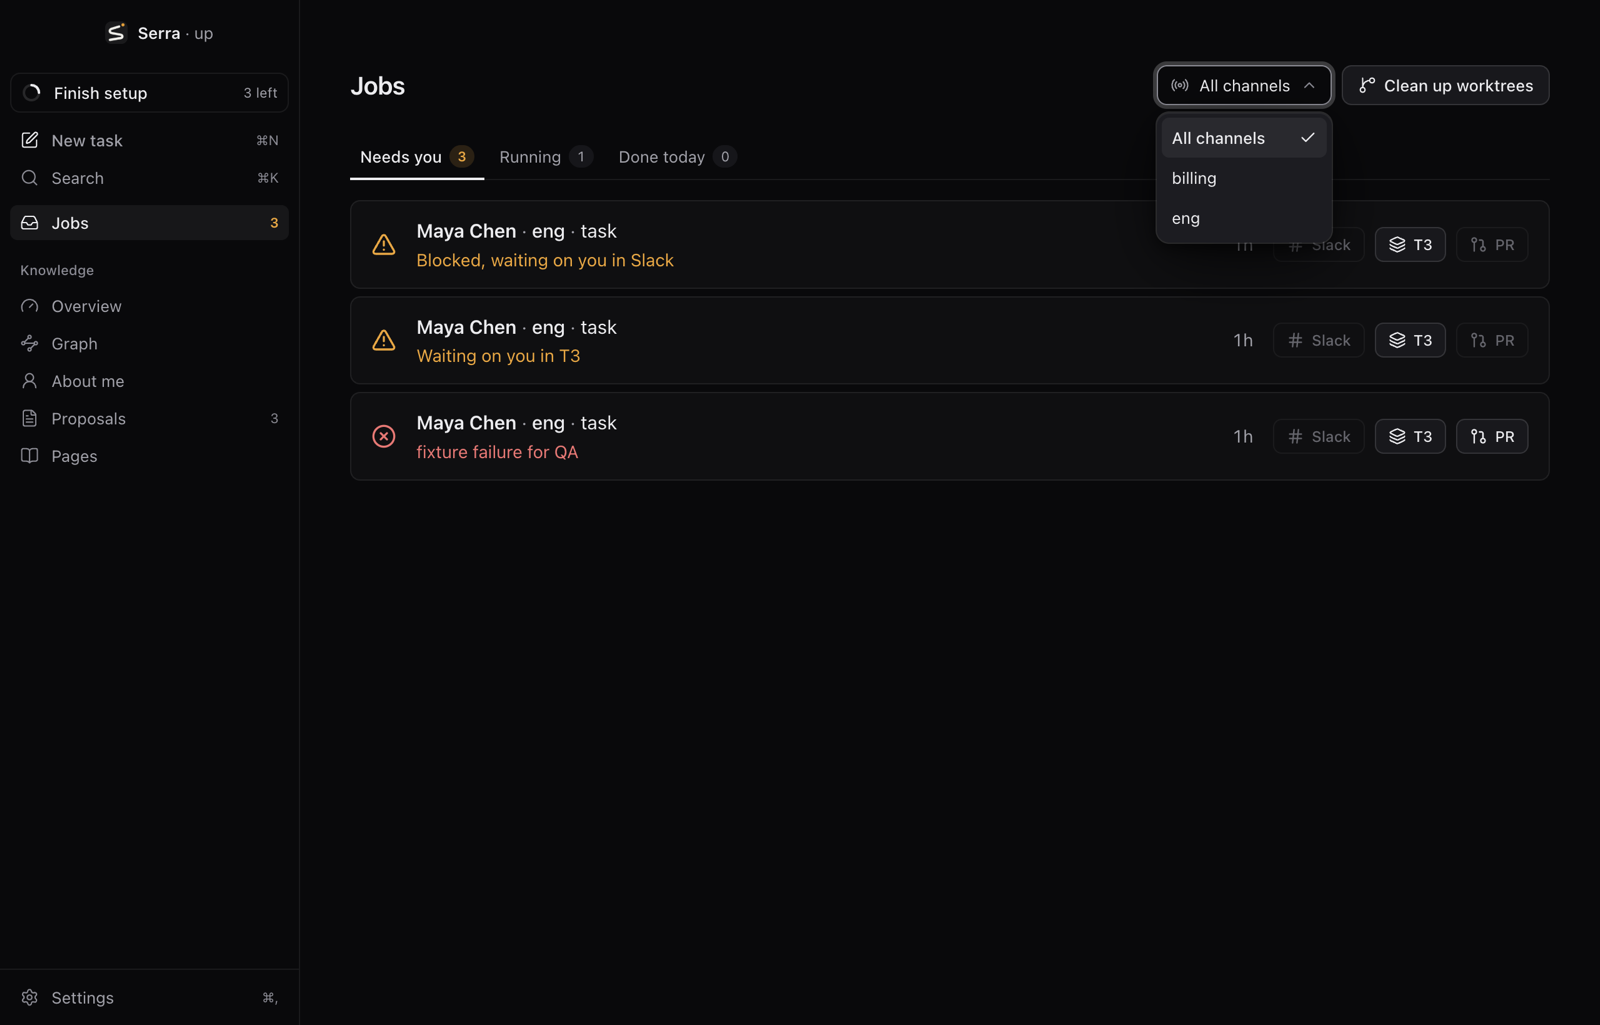 Serra · up
Finish setup 3 left
New task ⌘N
Search ⌘K
Jobs 3
Knowledge
Overview
Graph
About me
Proposals 3
Pages
Settings ⌘,
Jobs
All channels
Clean up worktrees
All channels
billing
eng
Needs you 3
Running 1
Done today 0
Maya Chen · eng · task
Blocked, waiting on you in Slack
1h Slack T3 PR
Maya Chen · eng · task
Waiting on you in T3
1h Slack T3 PR
Maya Chen · eng · task
fixture failure for QA
1h Slack T3 PR